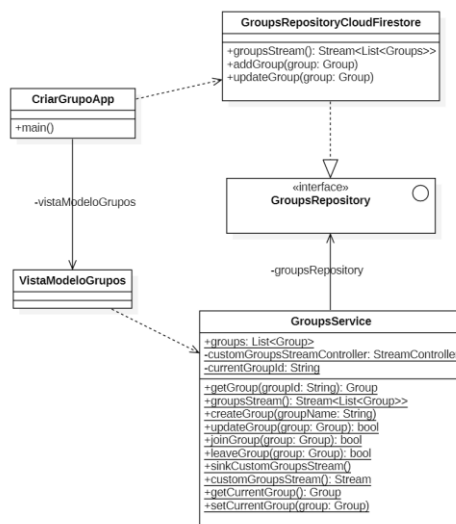 GroupsRepositoryCloudFirestore
+groupsStream(): Stream<List<Groups>>
+addGroup(group: Group)
+updateGroup(group: Group)
CriarGrupoApp
+main()
«interface»
GroupsRepository
-vistaModeloGrupos
-groupsRepository
VistaModeloGrupos
GroupsService
+groups: List<Group>
-customGroupsStreamController: StreamController
-currentGroupId: String
+getGroup(groupId: String): Group
+groupsStream(): Stream<List<Group>>
+createGroup(groupName: String)
+updateGroup(group: Group): bool
+joinGroup(group: Group): bool
+leaveGroup(group: Group): bool
+sinkCustomGroupsStream()
+customGroupsStream(): Stream
+getCurrentGroup(): Group
+setCurrentGroup(group: Group)